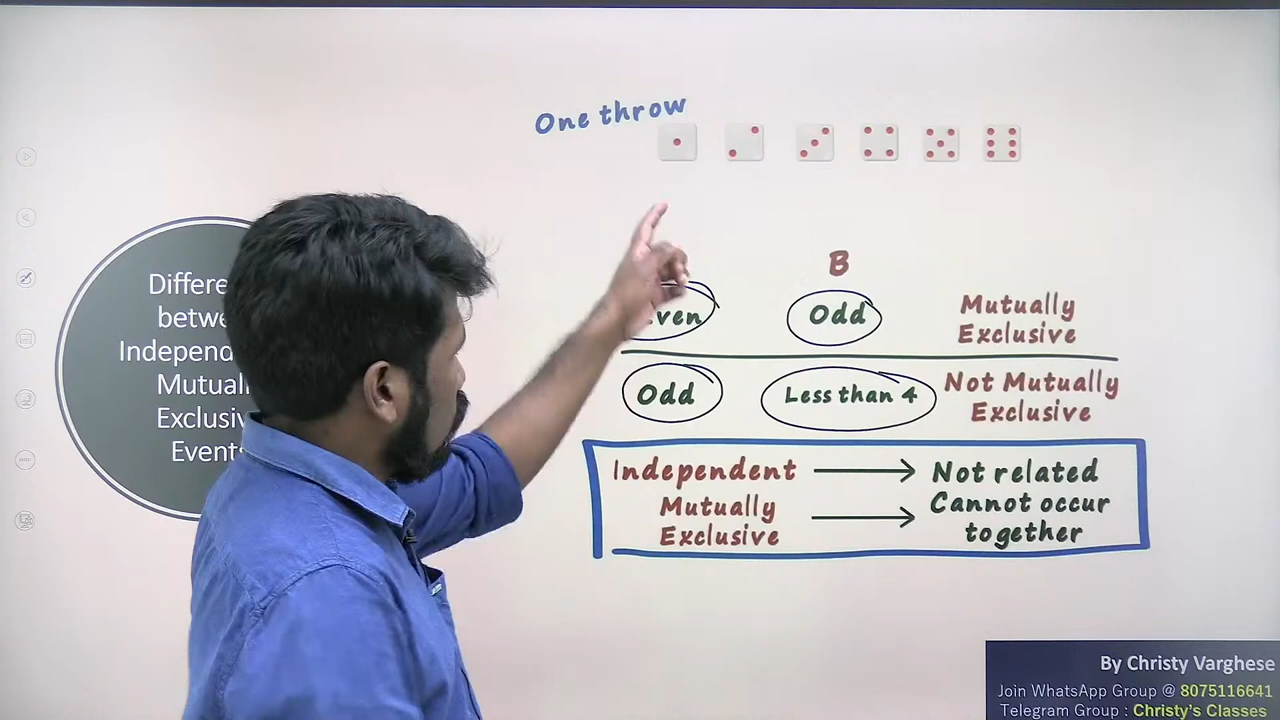 One throw
B
Odd
Mutually
Exclusive
Odd
Less than 4
Not Mutually
Exclusive
Independent
Not related
Mutually
Exclusive
Cannot occur
together
By Christy Varghese
Join WhatsApp Group @ 8075116641
Telegram Group : Christy's Classes